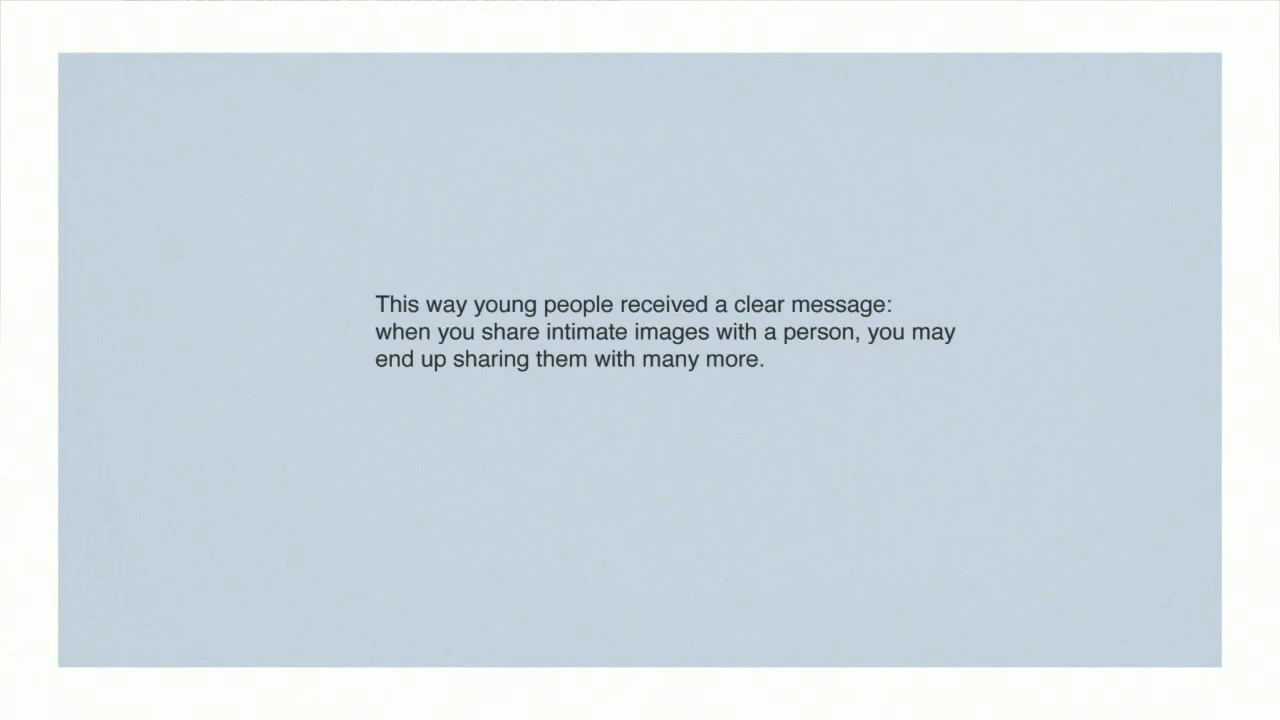 This way young people received a clear message:
when you share intimate images with a person, you may
end up sharing them with many more.